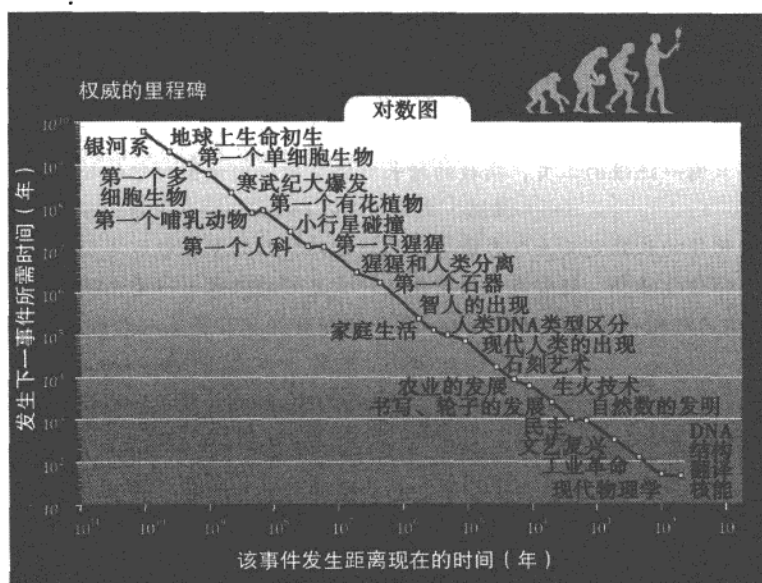 权威的里程碑
对数图
银河系
地球上生命初生
第一个单细胞生物
第一个多
细胞生物
寒武纪大爆发
第一个哺乳动物
第一个有花植物
小行星碰撞
第一个人科
第一只猩猩
猩猩和人类分离
第一个石器
智人的出现
家庭生活
人类DNA类型区分
现代人类的出现
石刻艺术
农业的发展
生火技术
书写、轮子的发展
自然数的发明
民主
文艺复兴
DNA
结构
翻译
核能
工业革命
现代物理学
发生下一事件所需时间（年）
该事件发生距离现在的时间（年）